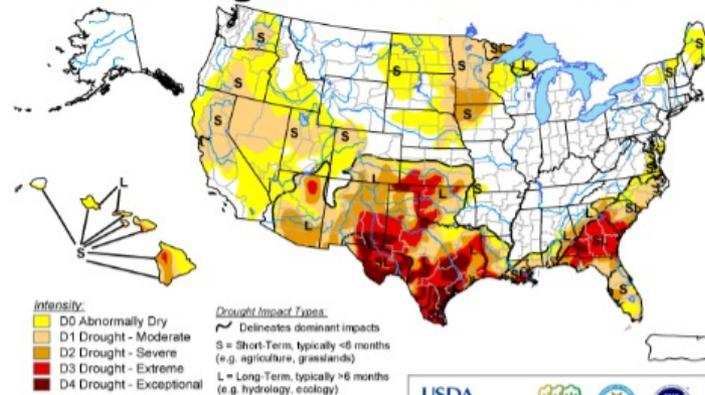 S
S
SL
L
S
S
S
S
S
S
S
S
L
L
S
L
L
SL
L
SL
SL
SL
S
L
S
Intensity:
D0 Abnormally Dry
D1 Drought - Moderate
D2 Drought - Severe
D3 Drought - Extreme
D4 Drought - Exceptional
Drought Impact Types:
Delineates dominant impacts
S = Short-Term, typically <6 months
(e.g. agriculture, grasslands)
L = Long-Term, typically >6 months
(e.g. hydrology, ecology)
USDA